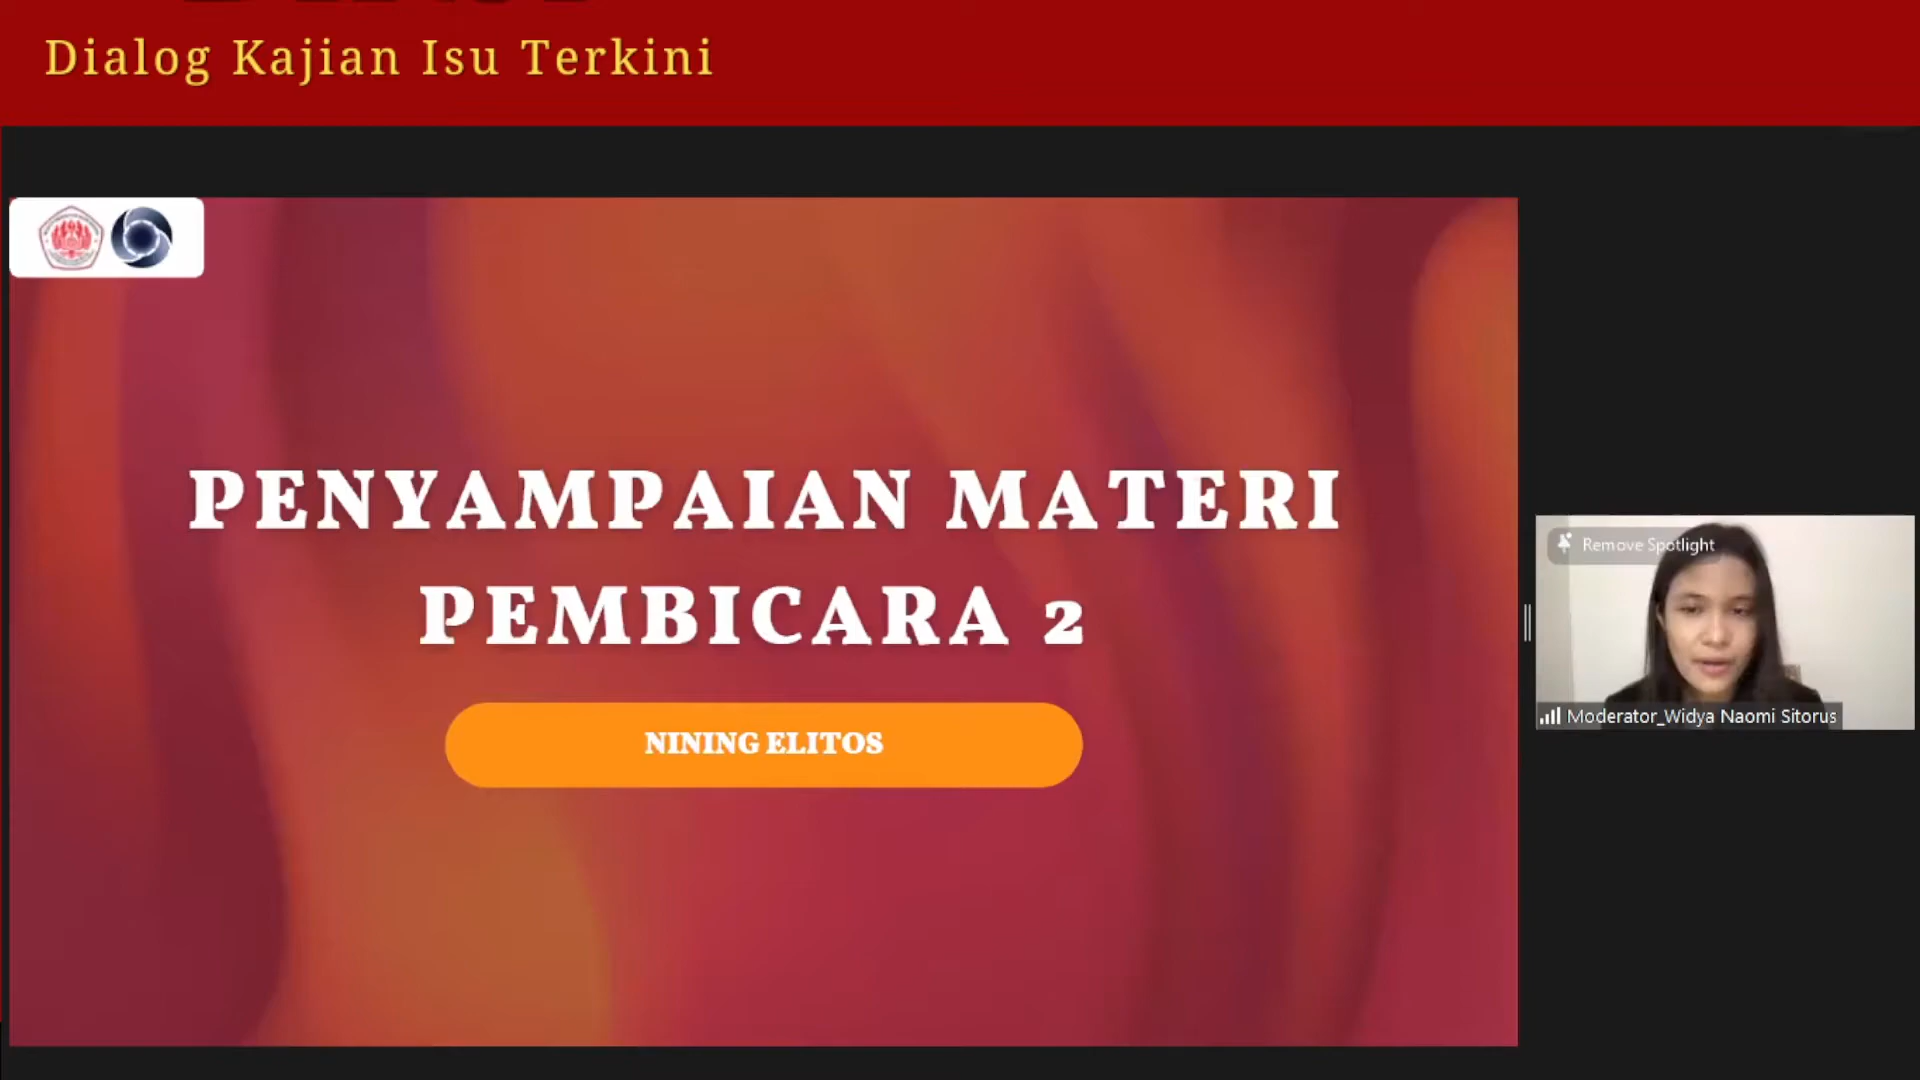 Dialog Kajian Isu Terkini
PENYAMPAIAN MATERI
PEMBICARA 2
NINING ELITOS
Remove Spotlight
Moderator_Widya Naomi Sitorus